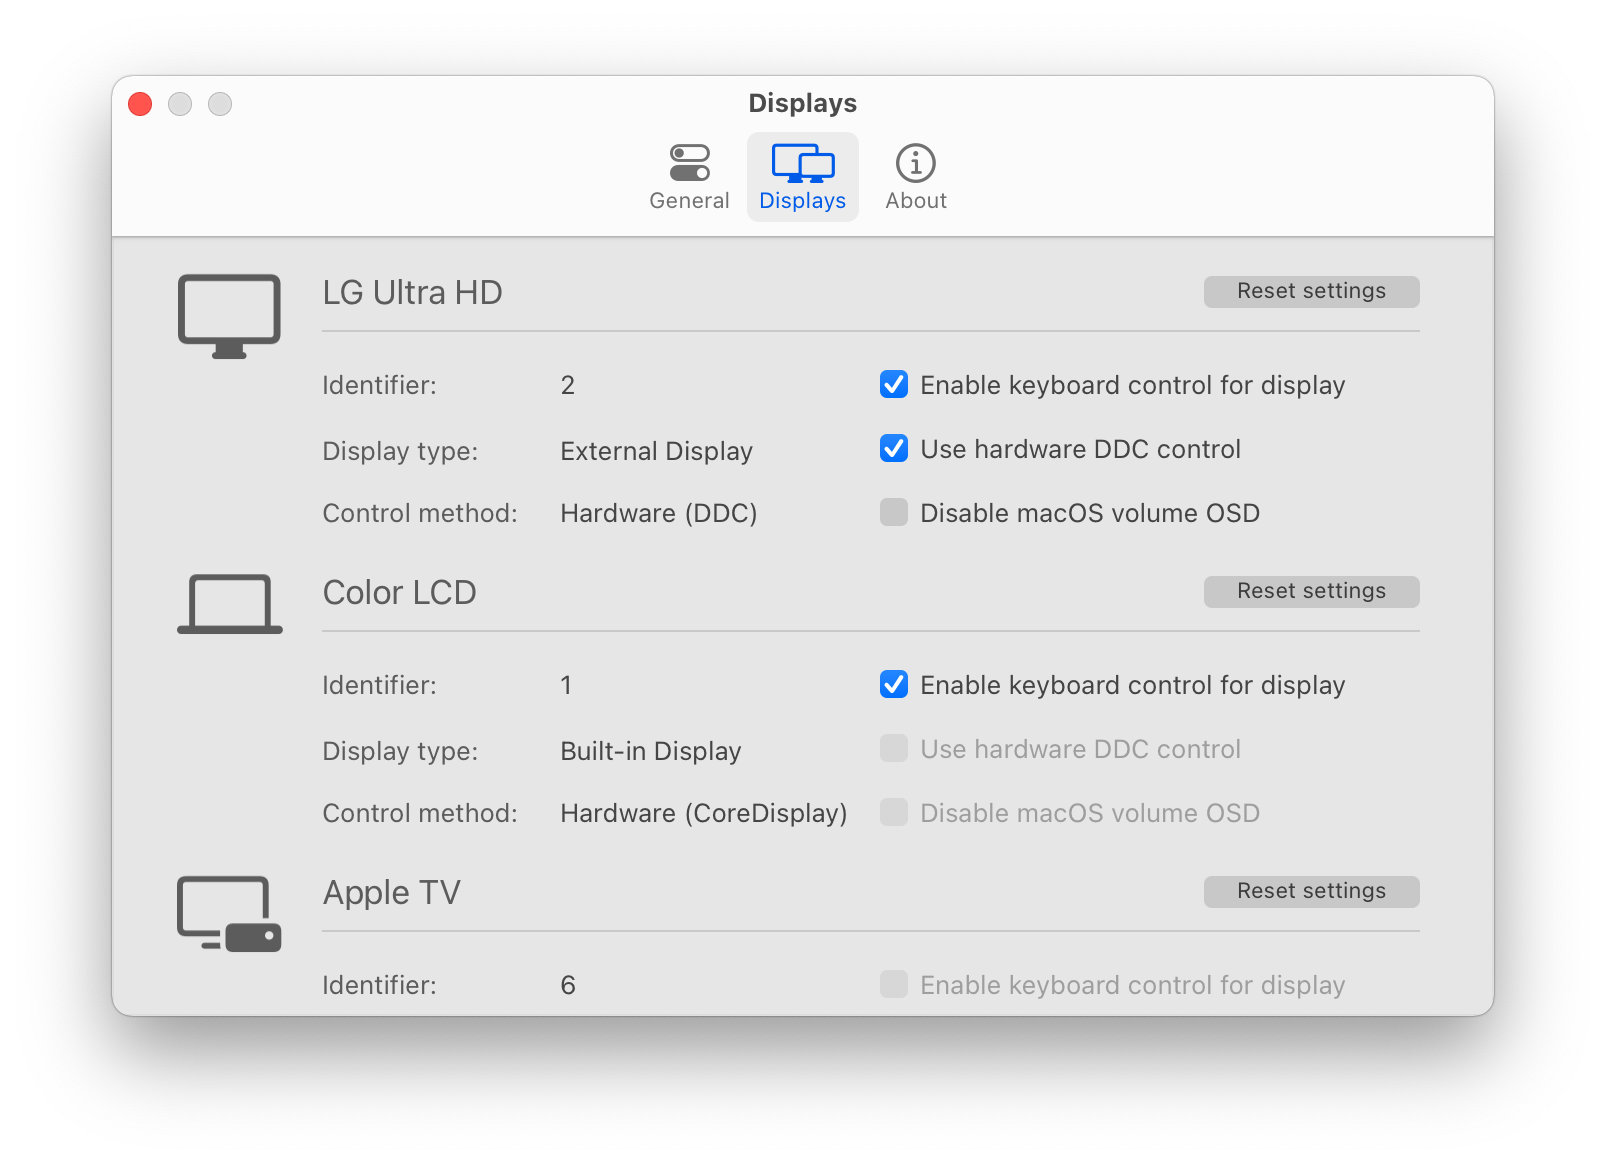 Displays
General
Displays
About
LG Ultra HD
Reset settings
Identifier: 2
Enable keyboard control for display
Display type: External Display
Use hardware DDC control
Control method: Hardware (DDC)
Disable macOS volume OSD
Color LCD
Reset settings
Identifier: 1
Enable keyboard control for display
Display type: Built-in Display
Use hardware DDC control
Control method: Hardware (CoreDisplay)
Disable macOS volume OSD
Apple TV
Reset settings
Identifier: 6
Enable keyboard control for display